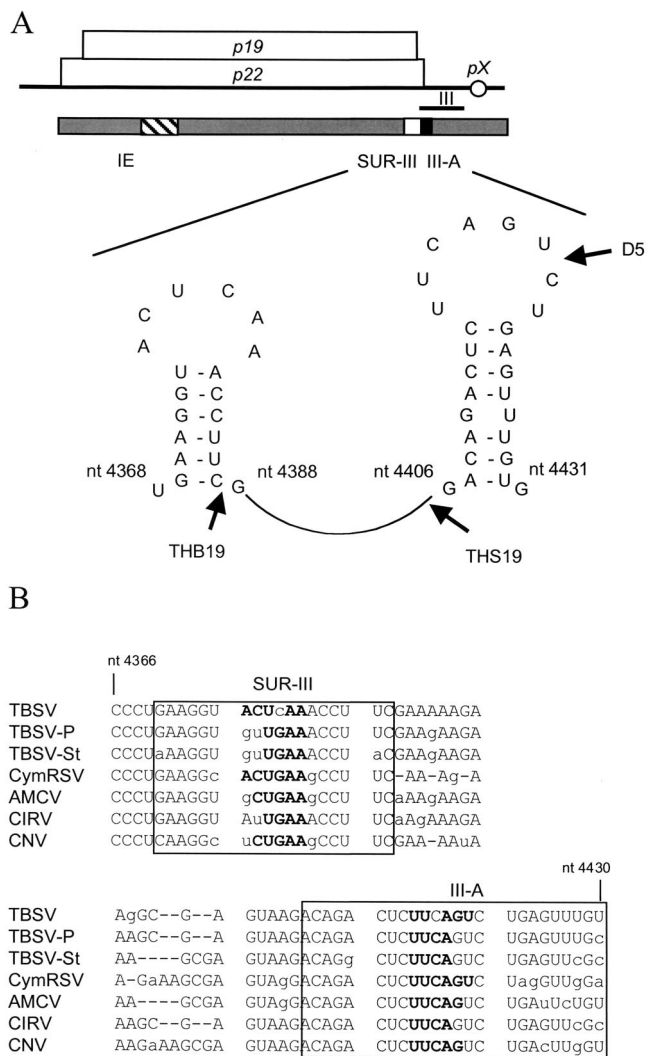 A
p19
p22
pX
III
IE
SUR-III III-A
C A G U
U C
U U
D5
C - G
U - A
C - G
A - U
G U
A - U
C - G
A - U
G G
nt 4406
nt 4431
THS19
C U C A
A A
U - A
G - C
G - C
A - U
A - U
G - C
U G
nt 4368
nt 4388
THB19
B
nt 4366
SUR-III
TBSV CCCUGAAGGU ACUcAAACCU UCGAAAAAGA
TBSV-P CCCUGAAGGU guUGAAACCU UCGAAgAAGA
TBSV-St CCCUaAAGGU guUGAAACCU aCGAAgAAGA
CymRSV CCCUGAAGGc ACUGAAgCCU UC-AA-Ag-A
AMCV CCCUGAAGGU gCUGAAgCCU UCaAAgAAGA
CIRV CCCUGAAGGU AuUGAAACCU UCaAgAAAGA
CNV CCCUCAAGGc uCUGAAgCCU UCGAA-AAuA
nt 4430
III-A
TBSV AgGC--G--A GUAAGACAGA CUCUUCAGUC UGAGUUUGU
TBSV-P AAGC--G--A GUAAGACAGA CUCUUCAGUC UGAGUUUGc
TBSV-St AA----GCGA GUAAGACAGg CUCUUCAGUC UGAGUUcGc
CymRSV A-GaAAGCGA GUAgGACAGA CUCUUCAGUC UagGUUgGa
AMCV AA----GCGA GUAgGACAGA CUCUUCAGUC UGAuUcUGU
CIRV AAGC--G--A GUAAGACAGA CUCUUCAGUC UGAGUUcGc
CNV AAGaAAGCGA GUAAGACAGA CUCUUCAGUC UGAcUUgGU